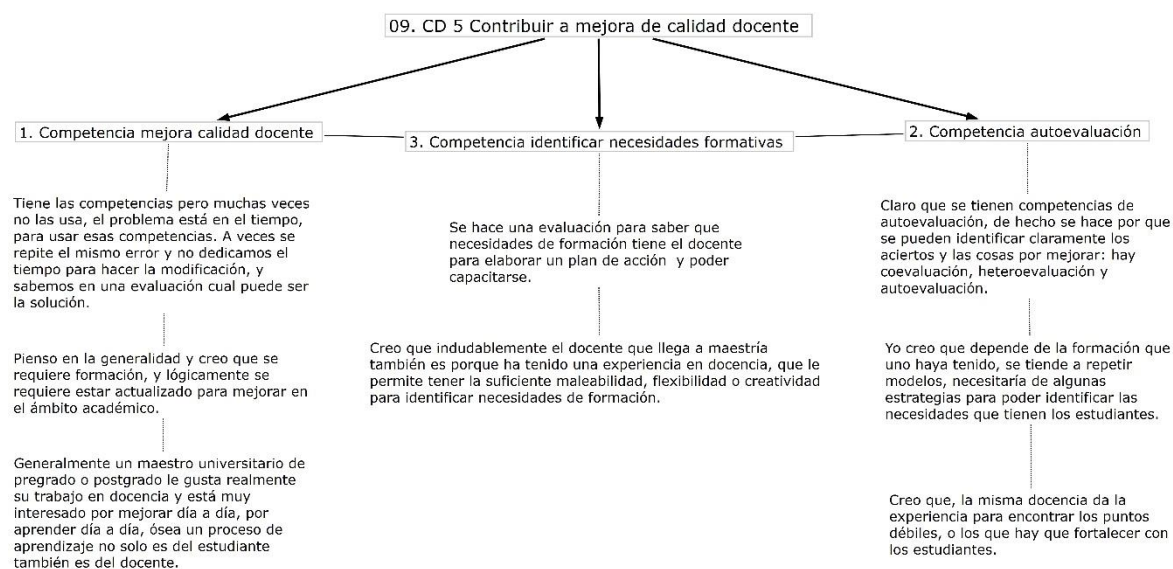 09. CD 5 Contribuir a mejora de calidad docente
1. Competencia mejora calidad docente
3. Competencia identificar necesidades formativas
2. Competencia autoevaluación
Tiene las competencias pero muchas veces
no las usa, el problema está en el tiempo,
para usar esas competencias. A veces se
repite el mismo error y no dedicamos el
tiempo para hacer la modificación, y
sabemos en una evaluación cual puede ser
la solución.
Pienso en la generalidad y creo que se
requiere formación, y lógicamente se
requiere estar actualizado para mejorar en
el ámbito académico.
Generalmente un maestro universitario de
pregrado o postgrado le gusta realmente
su trabajo en docencia y está muy
interesado por mejorar día a día, por
aprender día a día, ósea un proceso de
aprendizaje no solo es del estudiante
también es del docente.
Se hace una evaluación para saber que
necesidades de formación tiene el docente
para elaborar un plan de acción y poder
capacitarse.
Creo que indudablemente el docente que llega a maestría
también es porque ha tenido una experiencia en docencia, que le
permite tener la suficiente maleabilidad, flexibilidad o creatividad
para identificar necesidades de formación.
Claro que se tienen competencias de
autoevaluación, de hecho se hace por que
se pueden identificar claramente los
aciertos y las cosas por mejorar: hay
coevaluación, heteroevaluación y
autoevaluación.
Yo creo que depende de la formación que
uno haya tenido, se tiende a repetir
modelos, necesitaría de algunas
estrategias para poder identificar las
necesidades que tienen los estudiantes.
Creo que, la misma docencia da la
experiencia para encontrar los puntos
débiles, o los que hay que fortalecer con
los estudiantes.